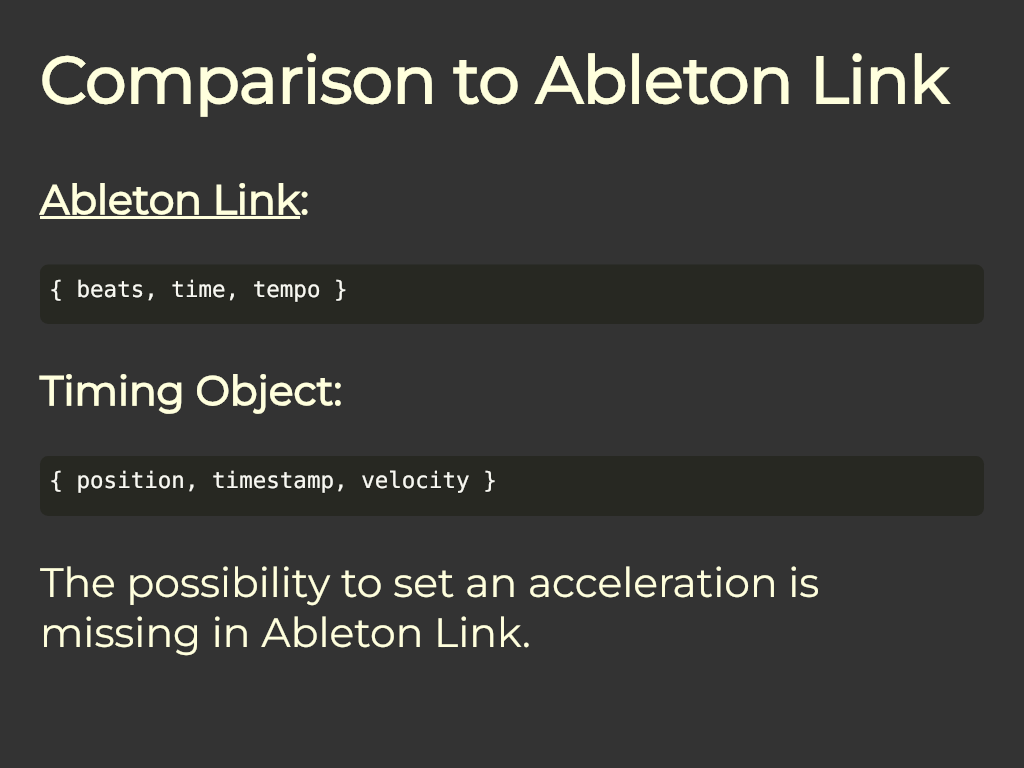 Comparison to Ableton Link
Ableton Link:
{ beats, time, tempo }
Timing Object:
{ position, timestamp, velocity }
The possibility to set an acceleration is
missing in Ableton Link.